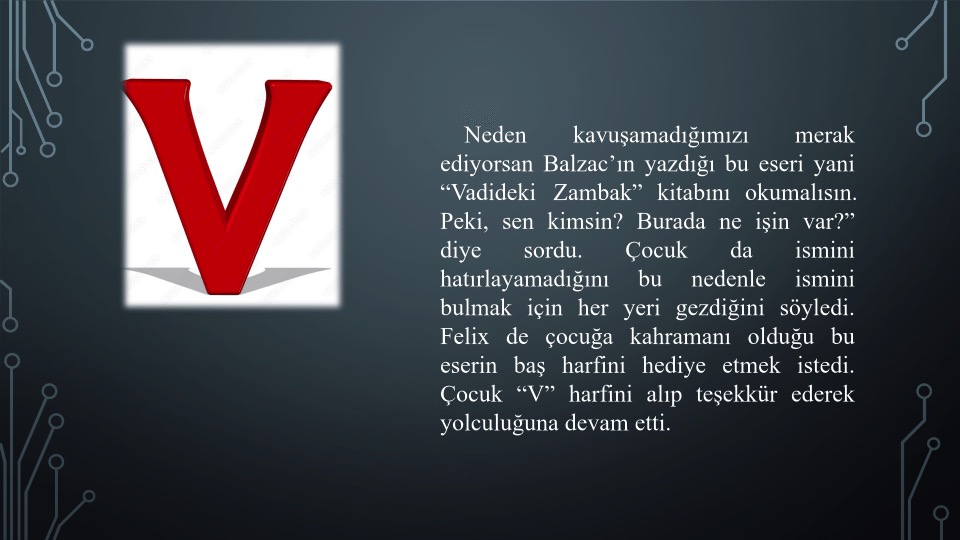 V
Neden kavuşamadığımızı merak
ediyorsan Balzac’ın yazdığı bu eseri yani
“Vadideki Zambak” kitabını okumalısın.
Peki, sen kimsin? Burada ne işin var?”
diye sordu. Çocuk da ismini
hatırlayamadığını bu nedenle ismini
bulmak için her yeri gezdiğini söyledi.
Felix de çocuğa kahramanı olduğu bu
eserin baş harfini hediye etmek istedi.
Çocuk “V” harfini alıp teşekkür ederek
yolculuğuna devam etti.